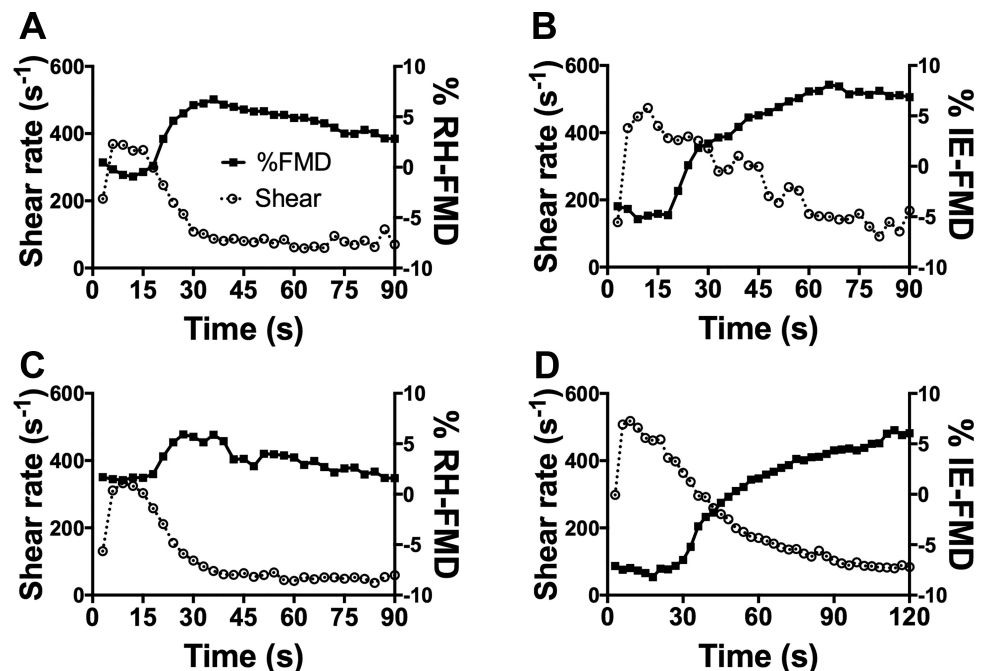 A
Shear rate (s-1)
600
400
200
0
10
5
0
-5
-10
% RH-FMD
%FMD
Shear
0 15 30 45 60 75 90
Time (s)
B
Shear rate (s-1)
600
400
200
0
10
5
0
-5
-10
% IE-FMD
0 15 30 45 60 75 90
Time (s)
C
Shear rate (s-1)
600
400
200
0
10
5
0
-5
-10
% RH-FMD
0 15 30 45 60 75 90
Time (s)
D
Shear rate (s-1)
600
400
200
0
10
5
0
-5
-10
% IE-FMD
0 30 60 90 120
Time (s)